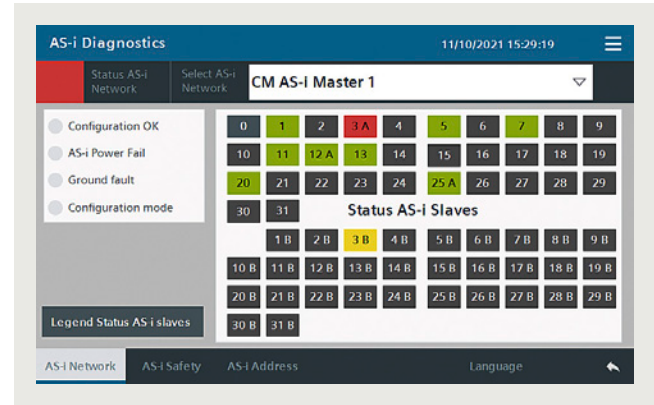 AS-i Diagnostics 11/10/2021 15:29:19
Status AS-i Network
Select AS-i Network
CM AS-i Master 1
Configuration OK
AS-i Power Fail
Ground fault
Configuration mode
0 1 2 3 A 4 5 6 7 8 9
10 11 12 A 13 14 15 16 17 18 19
20 21 22 23 24 25 A 26 27 28 29
30 31
Status AS-i Slaves
1 B 2 B 3 B 4 B 5 B 6 B 7 B 8 B 9 B
10 B 11 B 12 B 13 B 14 B 15 B 16 B 17 B 18 B 19 B
20 B 21 B 22 B 23 B 24 B 25 B 26 B 27 B 28 B 29 B
30 B 31 B
Legend Status AS-i slaves
AS-i Network AS-i Safety AS-i Address Language